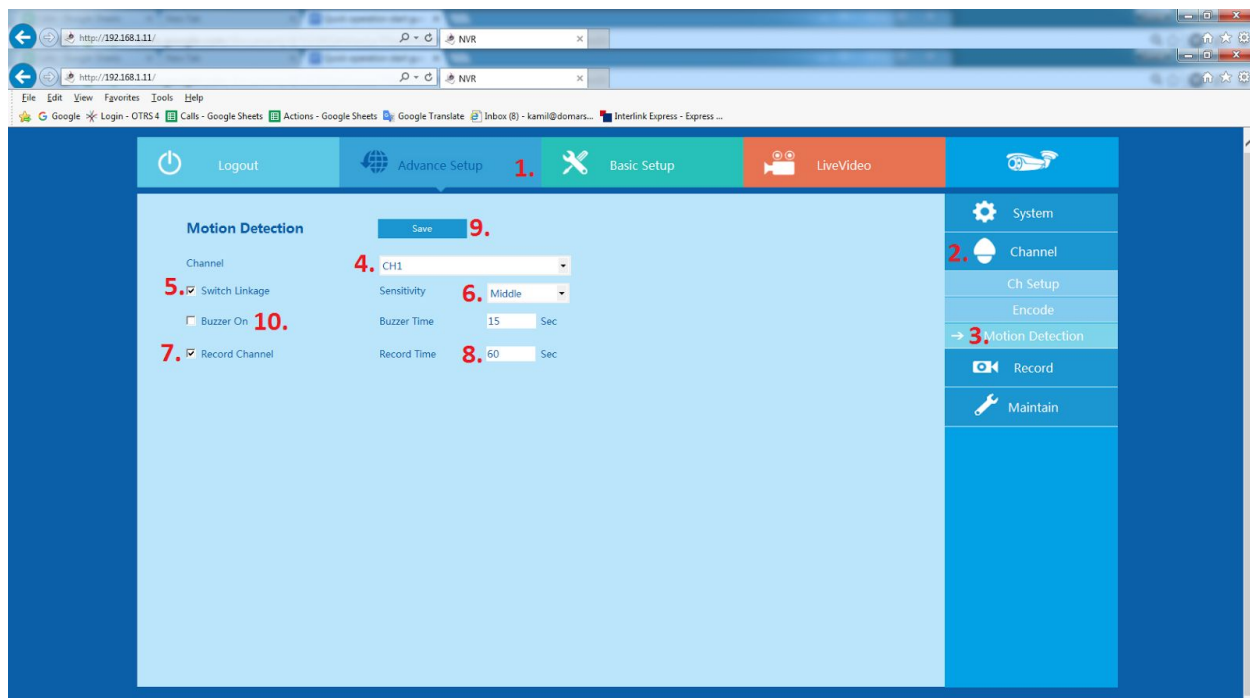 http://192.168.1.11/
NVR
http://192.168.1.11/
NVR
File Edit View Favorites Tools Help
Google Login - OTRS 4 Calls - Google Sheets Actions - Google Sheets Google Translate Inbox (8) - kamil@domars... Interlink Express - Express ...
Logout Advance Setup 1. Basic Setup LiveVideo
System
Motion Detection Save 9.
2. Channel
Channel 4. CH1
Ch Setup
5. Switch Linkage Sensitivity 6. Middle
Encode
Buzzer On 10. Buzzer Time 15 Sec
3. Motion Detection
7. Record Channel Record Time 8. 60 Sec
Record
Maintain